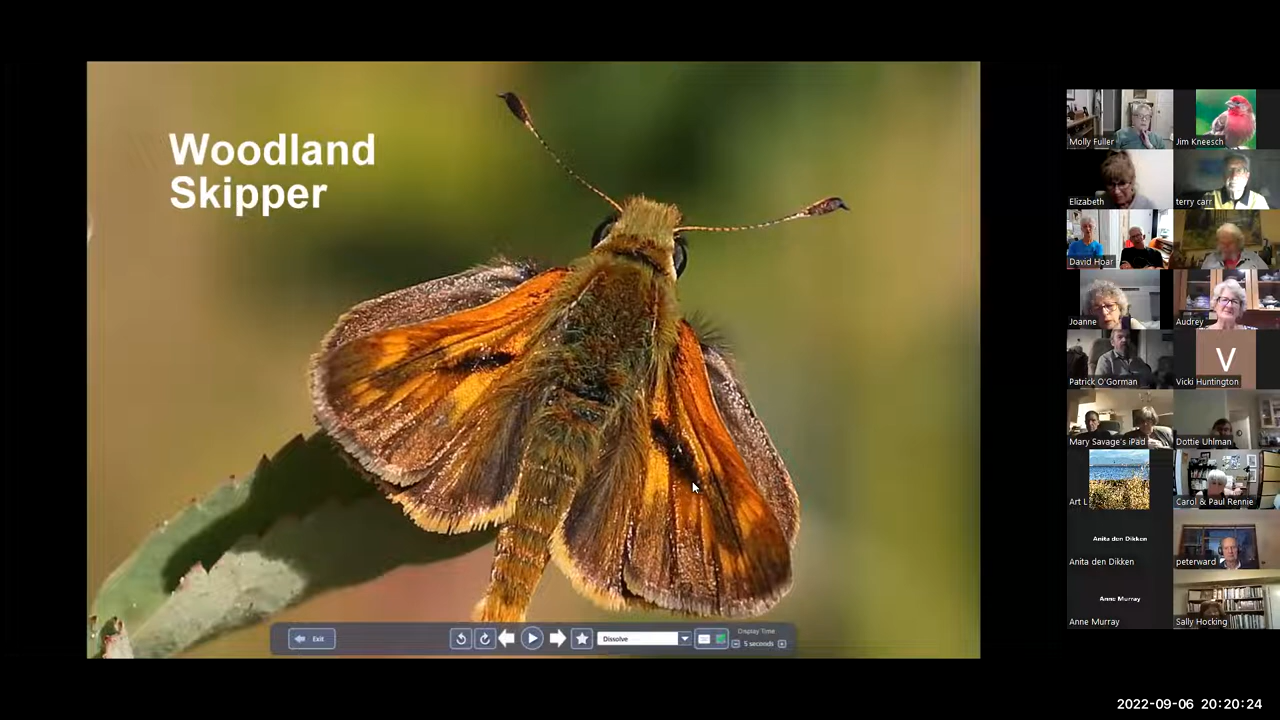 Woodland
Skipper
Exit
Dissolve
Display Time
5 seconds
Molly Fuller
Jim Kneesch
Elizabeth
terry carr
David Hoar
Joanne
Audrey
Patrick O'Gorman
V
Vicki Huntington
Mary Savage's iPad
Dottie Uhlman
Art L
Carol & Paul Rennie
Anita den Dikken
Anita den Dikken
peterward
Anne Murray
Anne Murray
Sally Hocking
2022-09-06 20:20:24